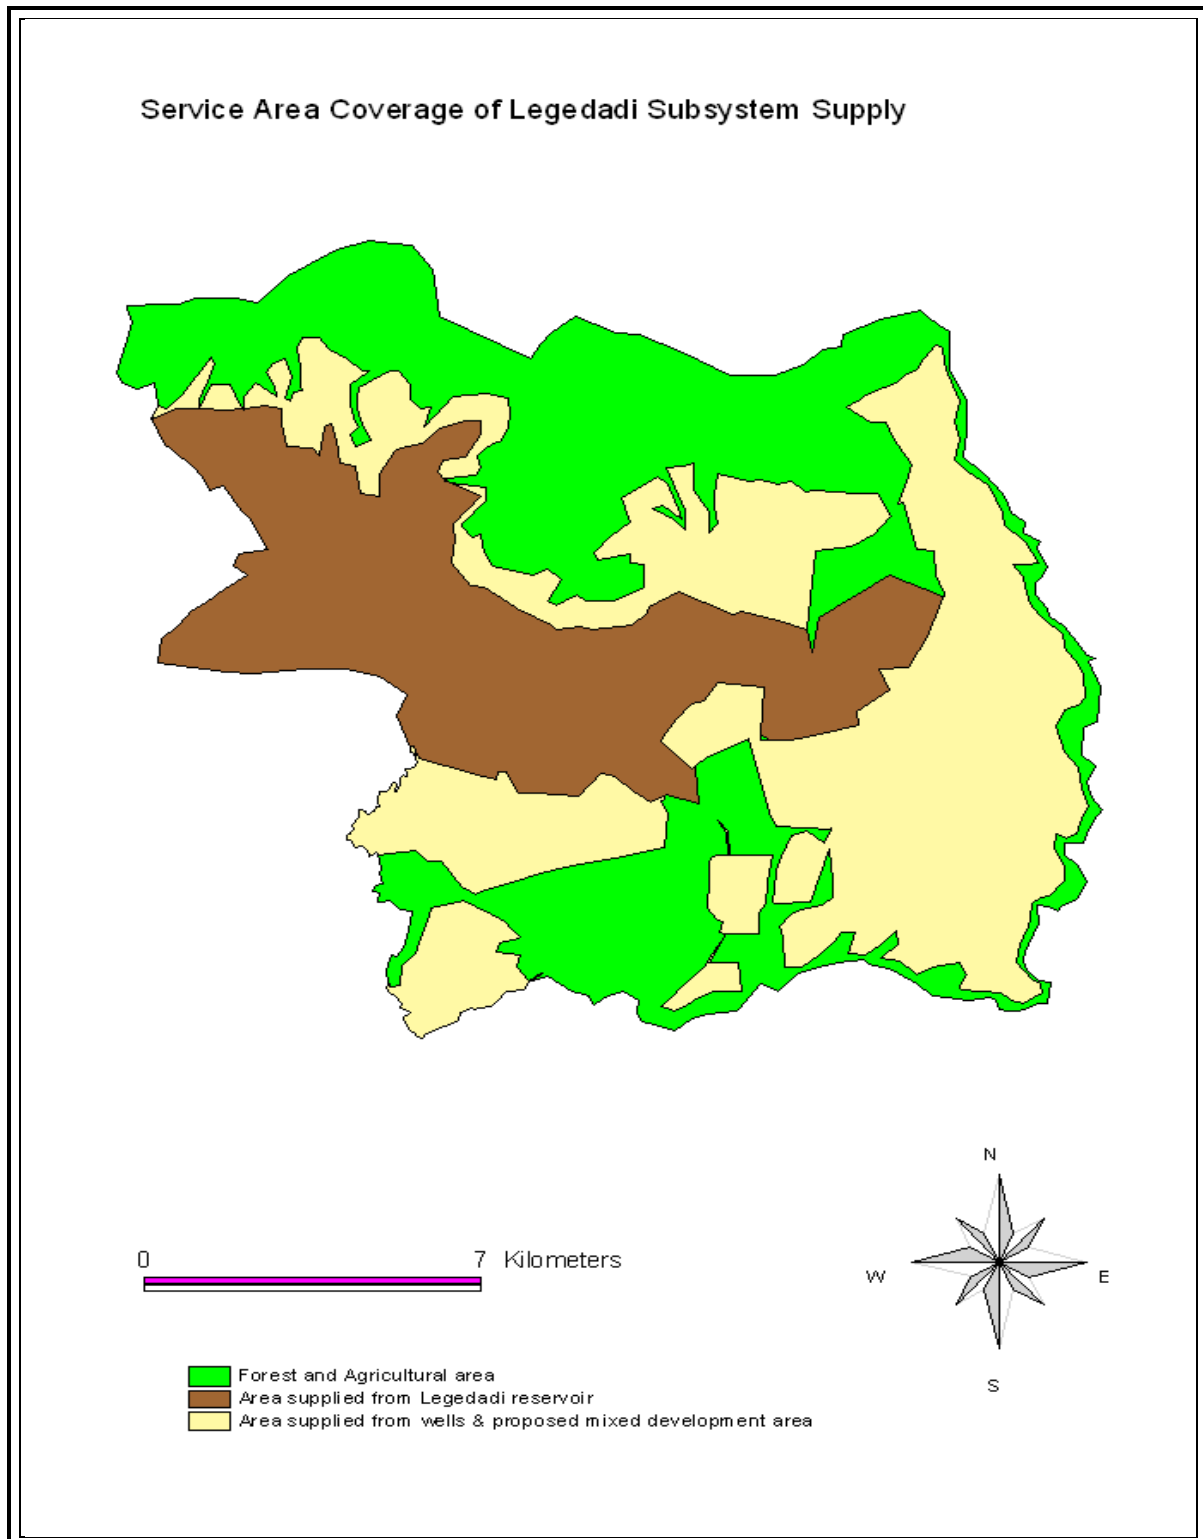 Service Area Coverage of Legedadi Subsystem Supply
N
0 7 Kilometers
W E
S
Forest and Agricultural area
Area supplied from Legedadi reservoir
Area supplied from wells & proposed mixed development area